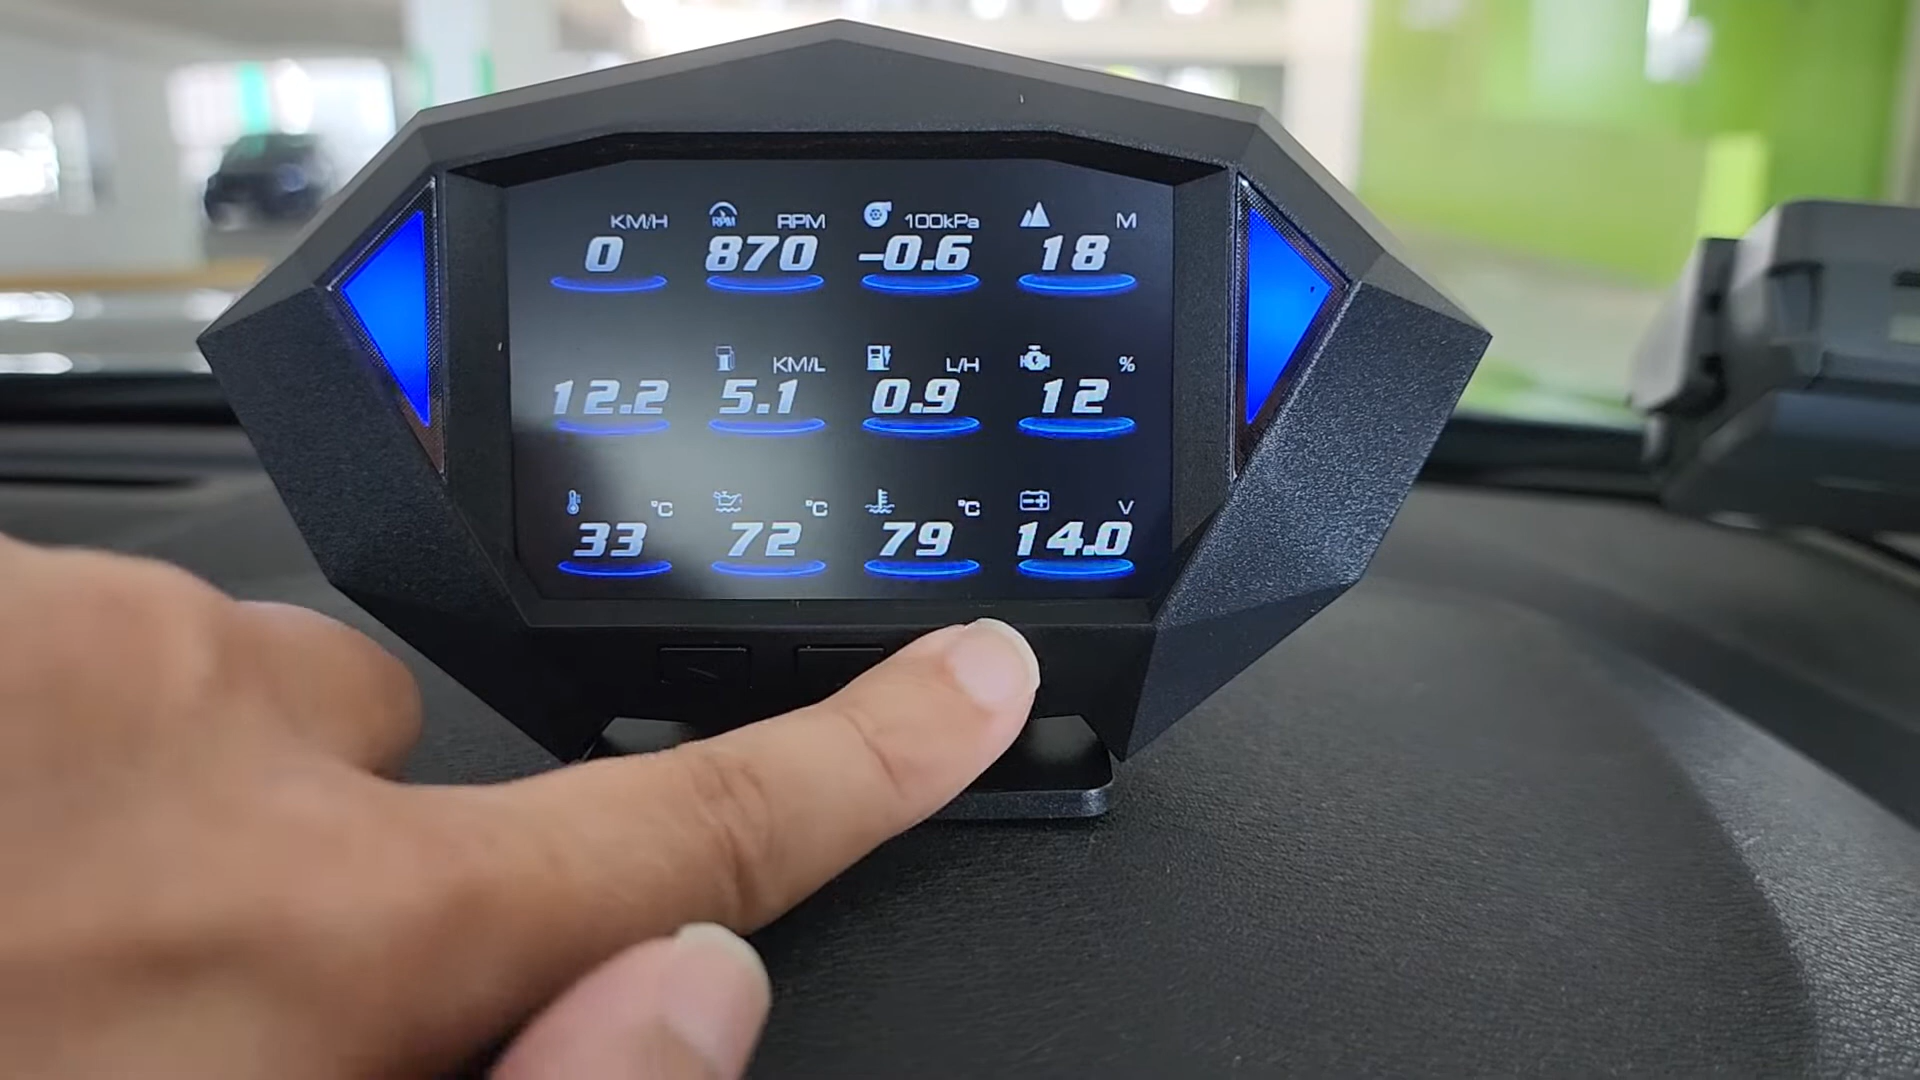 KM/H RPM RPM 100kPa M
0 870 -0.6 18
KM/L L/H %
12.2 5.1 0.9 12
°C °C °C V
33 72 79 14.0